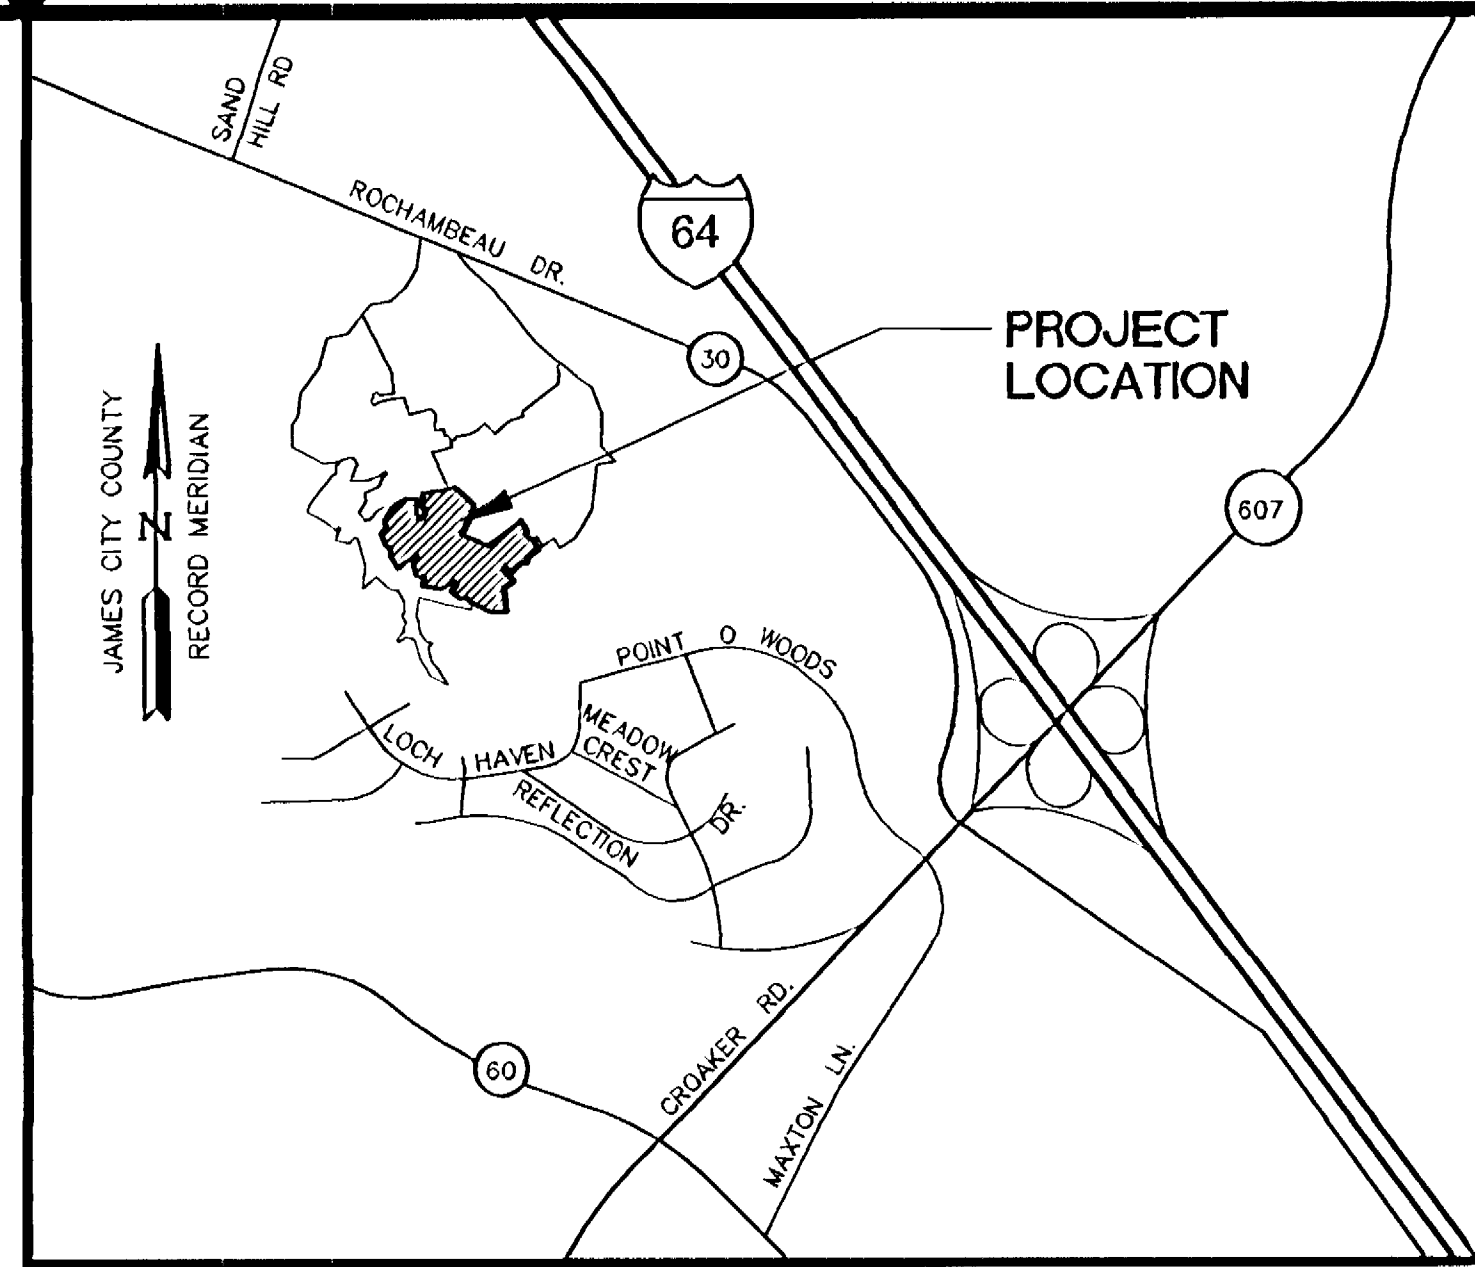 SAND
HILL RD
ROCHAMBEAU DR.
64
30
PROJECT
LOCATION
JAMES CITY COUNTY
N
RECORD MERIDIAN
607
POINT O WOODS
MEADOW
CREST
LOCH HAVEN
REFLECTION
DR.
CROAKER RD.
60
MAXTON LN.